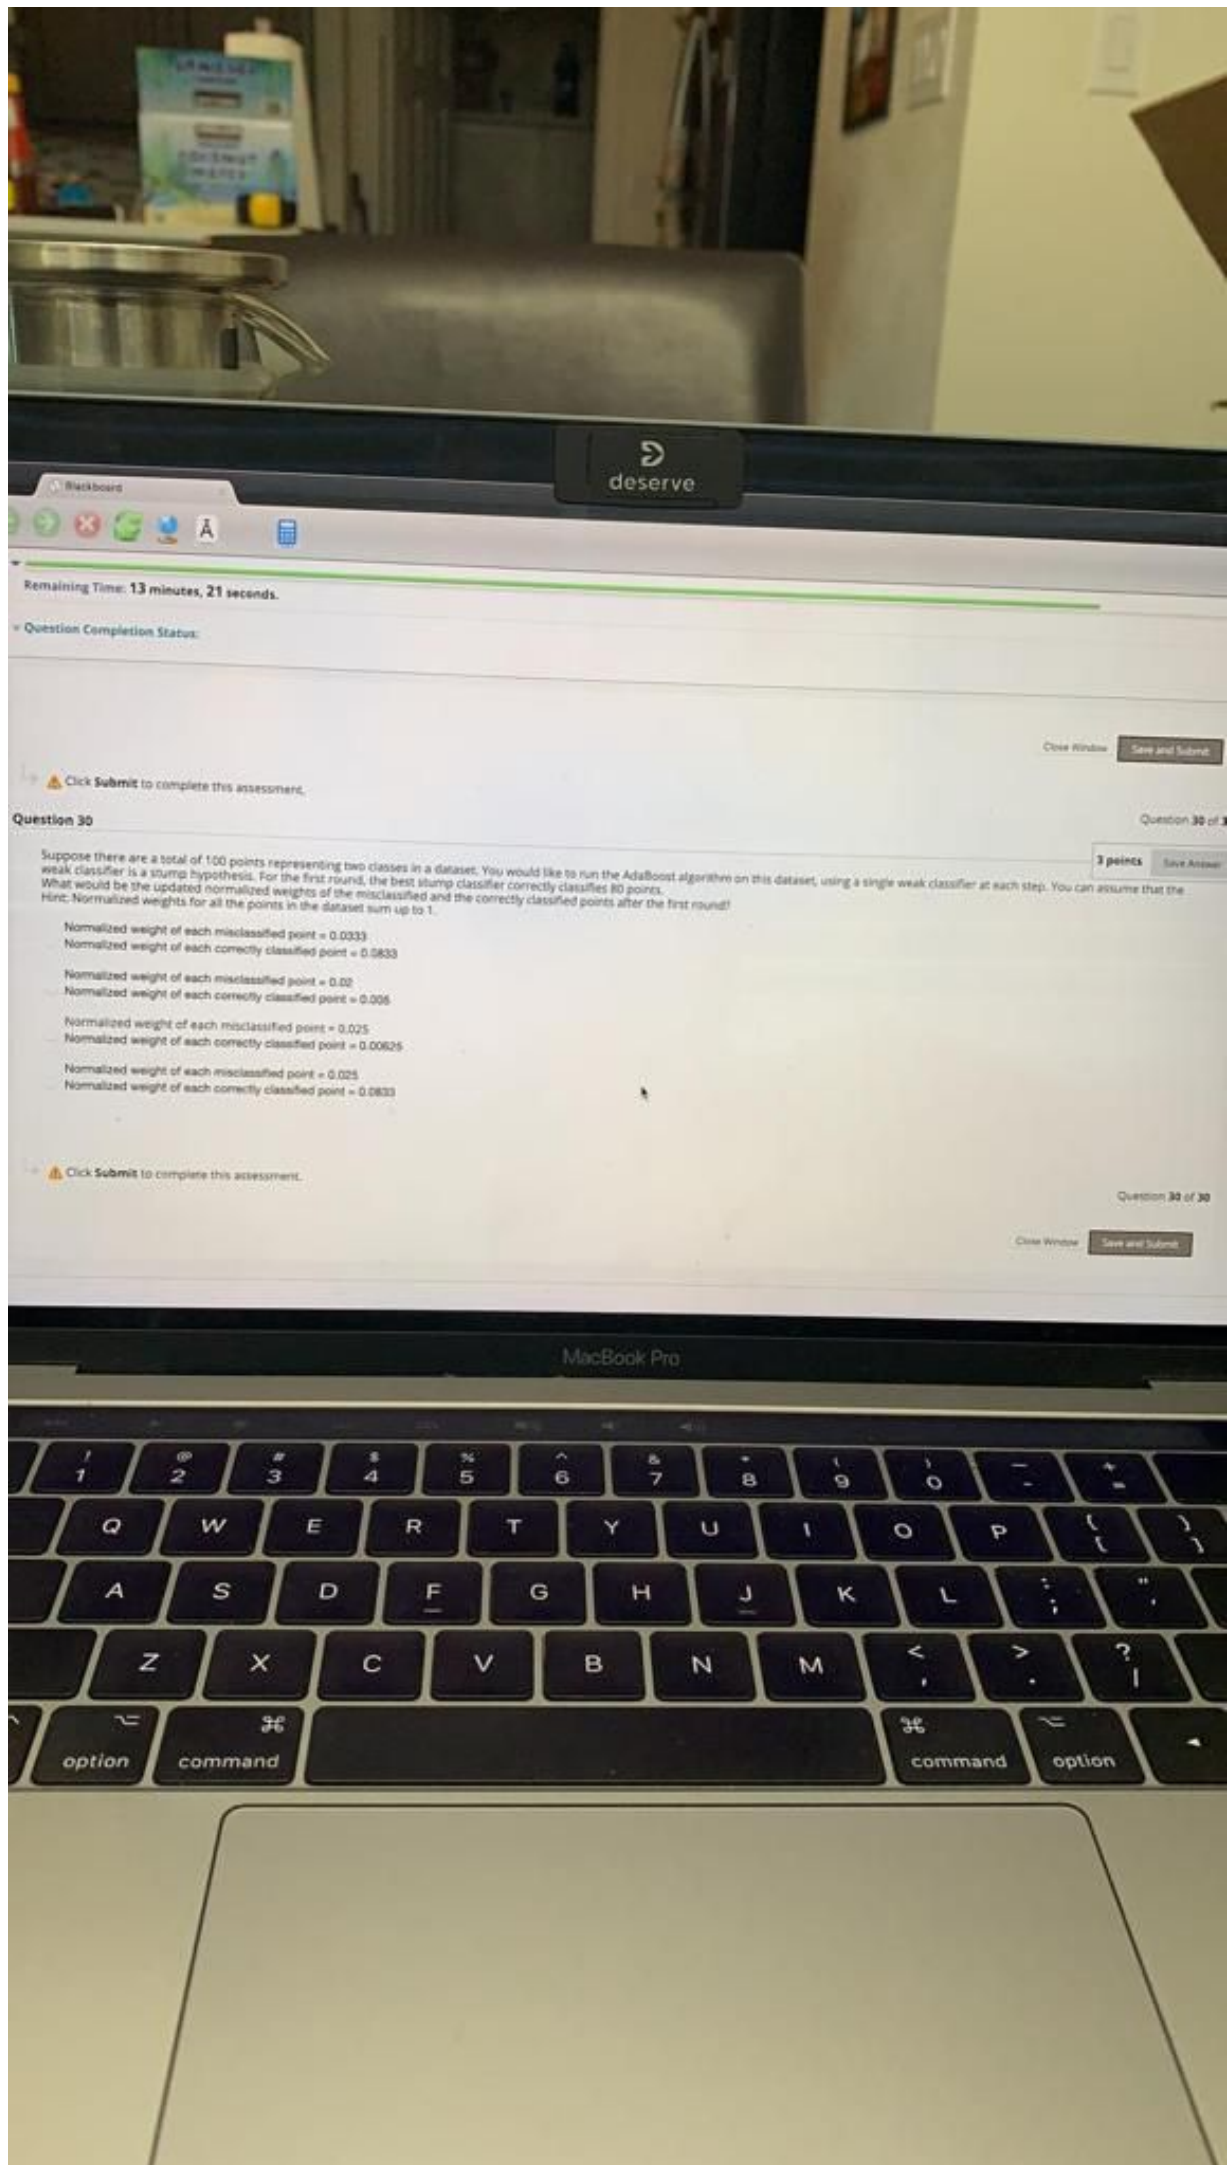 COCONUT
WATER
deserve
Blackboard
Remaining Time: 13 minutes, 21 seconds.
Question Completion Status:
Close Window Save and Submit
Click Submit to complete this assessment.
Question 30 Question 30 of 3
3 points Save Answer
Suppose there are a total of 100 points representing two classes in a dataset. You would like to run the AdaBoost algorithm on this dataset, using a single weak classifier at each step. You can assume that the
weak classifier is a stump hypothesis. For the first round, the best stump classifier correctly classifies 80 points.
What would be the updated normalized weights of the misclassified and the correctly classified points after the first round?
Hint: Normalized weights for all the points in the dataset sum up to 1.
Normalized weight of each misclassified point = 0.0333
Normalized weight of each correctly classified point = 0.0833
Normalized weight of each misclassified point = 0.02
Normalized weight of each correctly classified point = 0.005
Normalized weight of each misclassified point = 0.025
Normalized weight of each correctly classified point = 0.00625
Normalized weight of each misclassified point = 0.025
Normalized weight of each correctly classified point = 0.0833
Click Submit to complete this assessment.
Question 30 of 30
Close Window Save and Submit
MacBook Pro
! @ # $ % ^ & * ( ) _ +
1 2 3 4 5 6 7 8 9 0 - =
Q W E R T Y U I O P { [ } ]
A S D F G H J K L : ; " '
Z X C V B N M < , > . ? /
option command command option